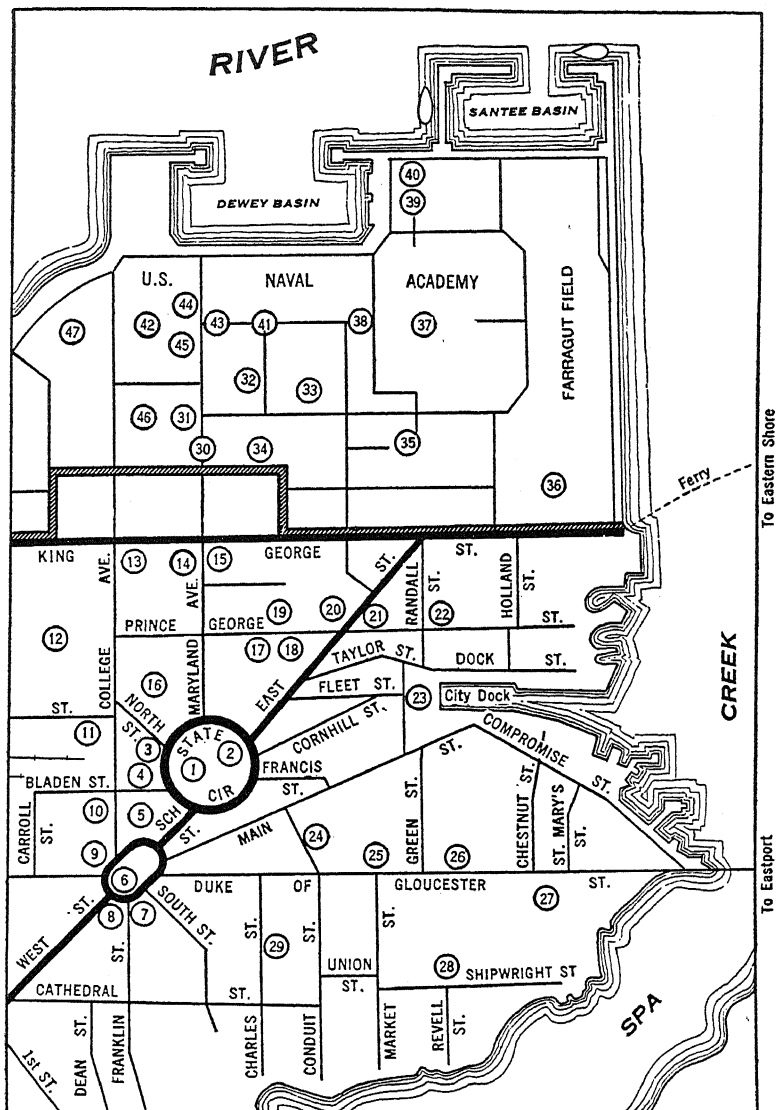 RIVER
SANTEE BASIN
DEWEY BASIN
40
39
U.S. NAVAL ACADEMY
44
47
42
43
41
38
37
45
FARRAGUT FIELD
32
33
46
31
30
34
35
36
Ferry
To Eastern Shore
KING GEORGE ST.
13
14
15
AVE.
AVE.
ST.
RANDALL
ST.
HOLLAND
ST.
12
PRINCE GEORGE ST.
19
20
21
22
17
18
COLLEGE
MARYLAND
EAST
TAYLOR ST.
DOCK ST.
16
FLEET ST.
23
City Dock
CREEK
ST.
NORTH
ST.
CORNHILL ST.
COMPROMISE
ST.
11
3
STATE
2
1
CIR
4
FRANCIS
ST.
ST.
BLADEN ST.
10
5
SCH
ST.
MAIN
24
CARROLL
ST.
GREEN
ST.
CHESTNUT
ST.
ST. MARY'S
ST.
9
25
26
6
DUKE OF GLOUCESTER ST.
27
To Eastport
8
7
WEST
ST.
SOUTH ST.
ST.
ST.
29
ST.
ST.
UNION
ST.
28
SHIPWRIGHT ST
CATHEDRAL ST.
SPA
1st ST.
DEAN
ST.
FRANKLIN
CHARLES
CONDUIT
MARKET
REVELL
ST.